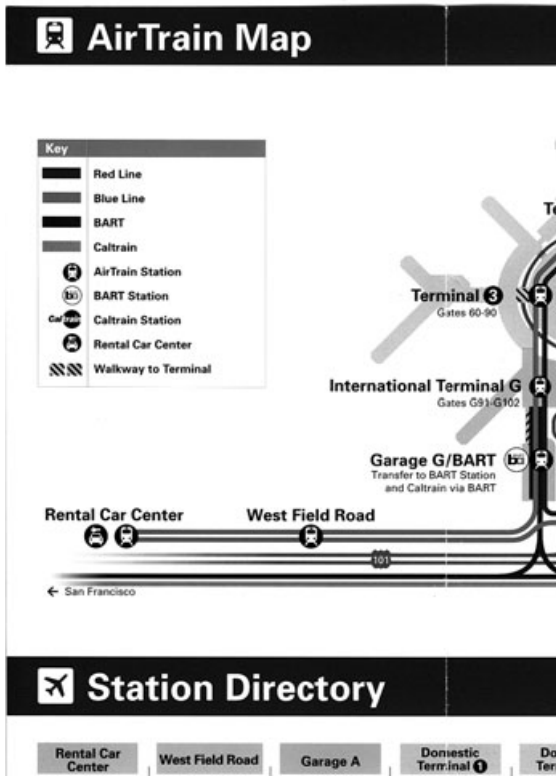 AirTrain Map
Key
Red Line
Blue Line
BART
Caltrain
AirTrain Station
BART Station
Caltrain
Caltrain Station
Rental Car Center
Walkway to Terminal
Terminal 3
Gates 60-90
International Terminal G
Gates G91-G102
Garage G/BART
Transfer to BART Station
and Caltrain via BART
Rental Car Center
West Field Road
101
← San Francisco
Station Directory
Rental Car
Center
West Field Road
Garage A
Domestic
Terminal 1